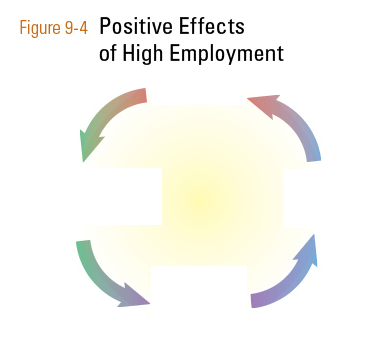 Figure 9-4 Positive Effects
of High Employment